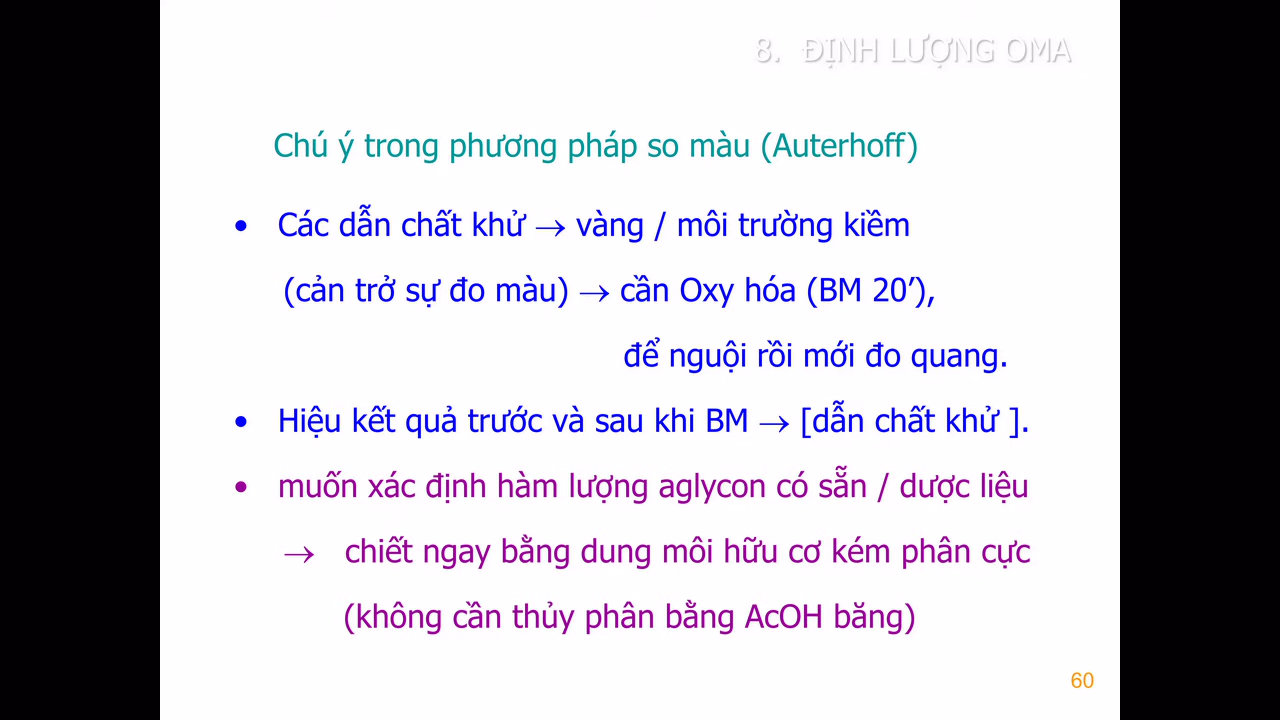 8. ĐỊNH LƯỢNG OMA
Chú ý trong phương pháp so màu (Auterhoff)
• Các dẫn chất khử → vàng / môi trường kiềm
(cản trở sự đo màu) → cần Oxy hóa (BM 20’),
để nguội rồi mới đo quang.
• Hiệu kết quả trước và sau khi BM → [dẫn chất khử ].
• muốn xác định hàm lượng aglycon có sẵn / dược liệu
→ chiết ngay bằng dung môi hữu cơ kém phân cực
(không cần thủy phân bằng AcOH băng)
60